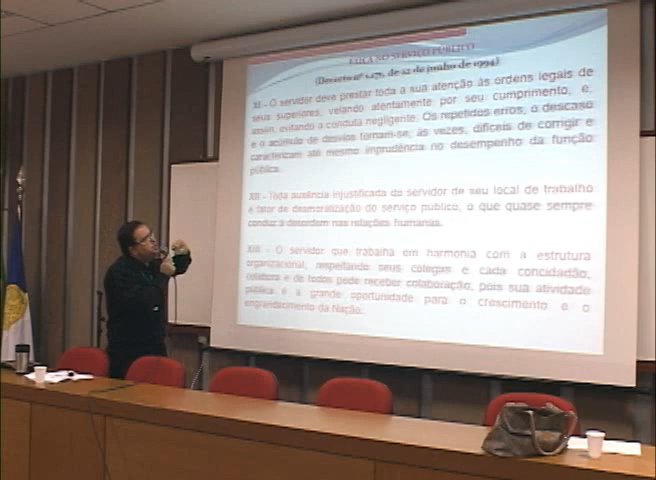 ÉTICA NO SERVIÇO PÚBLICO
(Decreto nº 1.171, de 22 de junho de 1994)
XI - O servidor deve prestar toda a sua atenção às ordens legais de
seus superiores, velando atentamente por seu cumprimento, e,
assim, evitando a conduta negligente. Os repetidos erros, o descaso
e o acúmulo de desvios tornam-se, às vezes, difíceis de corrigir e
caracterizam até mesmo imprudência no desempenho da função
pública.
XII - Toda ausência injustificada do servidor de seu local de trabalho
é fator de desmoralização do serviço público, o que quase sempre
conduz à desordem nas relações humanas.
XIII - O servidor que trabalha em harmonia com a estrutura
organizacional, respeitando seus colegas e cada concidadão,
colabora e de todos pode receber colaboração, pois sua atividade
pública é a grande oportunidade para o crescimento e o
engrandecimento da Nação.